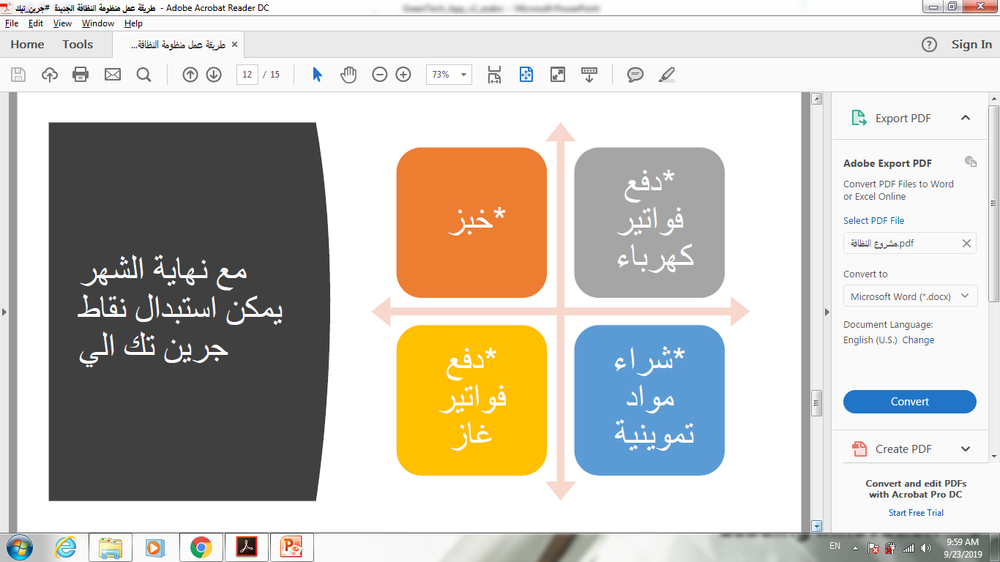 طريقة عمل منظومة النظافة الجديدة #جرين_تيك - Adobe Acrobat Reader DC
GreenTech_App_v2_arabic - Microsoft PowerPoint
File Edit View Window Help
Home Tools طريقة عمل منظومة النظافة... × Sign In
12 / 15 73%
مع نهاية الشهر
يمكن استبدال نقاط
جرين تك الي
*دفع
فواتير
كهرباء
*خبز
*شراء
مواد
تموينية
*دفع
فواتير
غاز
Export PDF
Adobe Export PDF
Convert PDF Files to Word
or Excel Online
Select PDF File
مشروع النظافة.pdf
Convert to
Microsoft Word (*.docx)
Document Language:
English (U.S.) Change
Convert
Create PDF
Convert and edit PDFs
with Acrobat Pro DC
Start Free Trial
EN
9:59 AM
9/23/2019